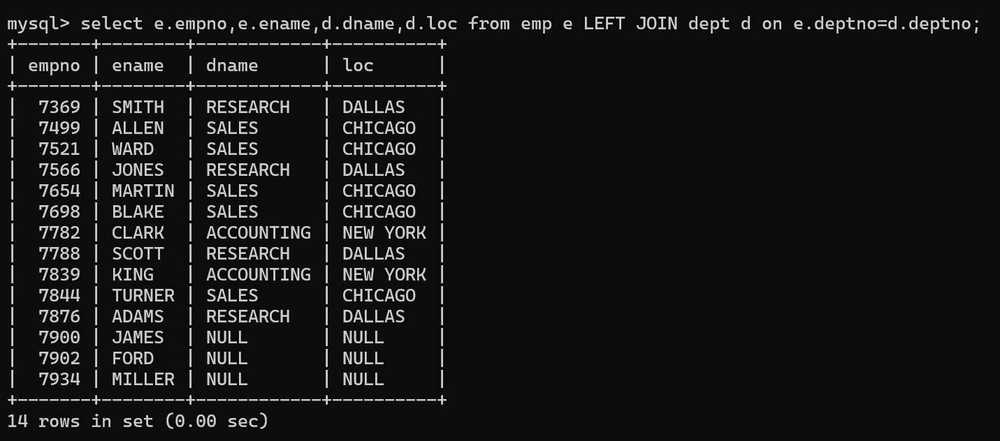 mysql> select e.empno,e.ename,d.dname,d.loc from emp e LEFT JOIN dept d on e.deptno=d.deptno;
+-------+--------+------------+----------+
| empno | ename  | dname      | loc      |
+-------+--------+------------+----------+
|  7369 | SMITH  | RESEARCH   | DALLAS   |
|  7499 | ALLEN  | SALES      | CHICAGO  |
|  7521 | WARD   | SALES      | CHICAGO  |
|  7566 | JONES  | RESEARCH   | DALLAS   |
|  7654 | MARTIN | SALES      | CHICAGO  |
|  7698 | BLAKE  | SALES      | CHICAGO  |
|  7782 | CLARK  | ACCOUNTING | NEW YORK |
|  7788 | SCOTT  | RESEARCH   | DALLAS   |
|  7839 | KING   | ACCOUNTING | NEW YORK |
|  7844 | TURNER | SALES      | CHICAGO  |
|  7876 | ADAMS  | RESEARCH   | DALLAS   |
|  7900 | JAMES  | NULL       | NULL     |
|  7902 | FORD   | NULL       | NULL     |
|  7934 | MILLER | NULL       | NULL     |
+-------+--------+------------+----------+
14 rows in set (0.00 sec)